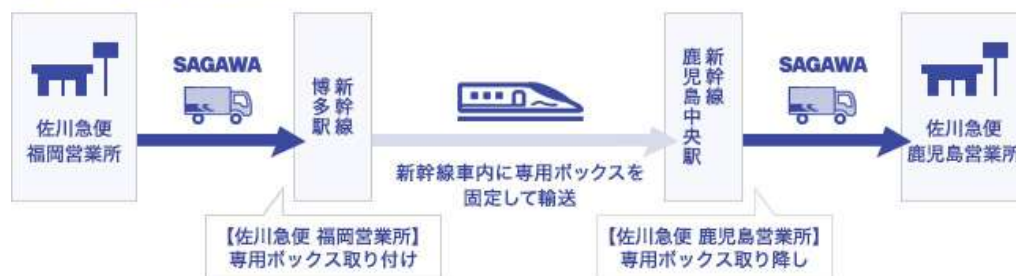 佐川急便
福岡営業所
SAGAWA
新幹線
博多駅
新幹線車内に専用ボックスを
固定して輸送
新幹線
鹿児島中央駅
SAGAWA
佐川急便
鹿児島営業所
【佐川急便 福岡営業所】
専用ボックス取り付け
【佐川急便 鹿児島営業所】
専用ボックス取り降し